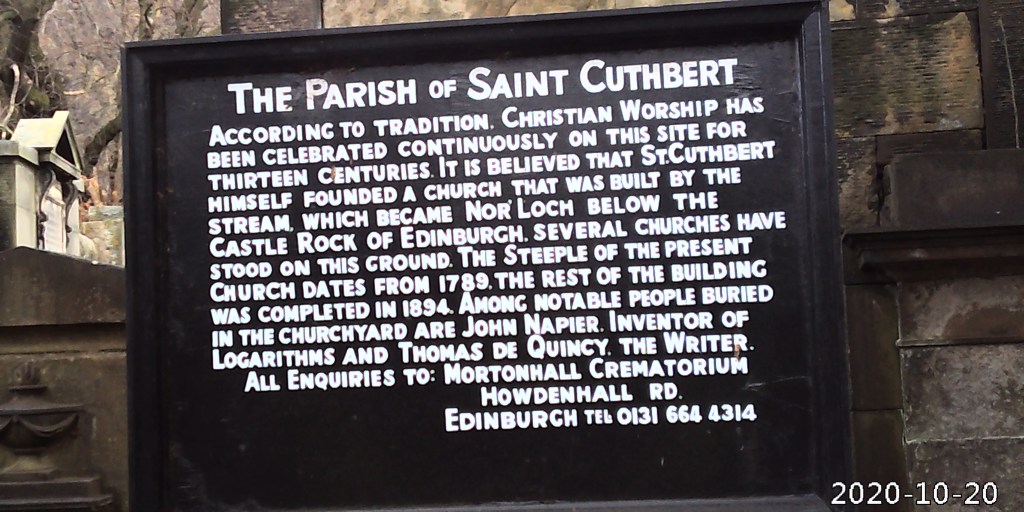 THE PARISH OF SAINT CUTHBERT
ACCORDING TO TRADITION. CHRISTIAN WORSHIP HAS
BEEN CELEBRATED CONTINUOUSLY ON THIS SITE FOR
THIRTEEN CENTURIES. IT IS BELIEVED THAT ST.CUTHBERT
HIMSELF FOUNDED A CHURCH THAT WAS BUILT BY THE
STREAM, WHICH BECAME NOR' LOCH BELOW THE
CASTLE ROCK OF EDINBURGH. SEVERAL CHURCHES HAVE
STOOD ON THIS GROUND. THE STEEPLE OF THE PRESENT
CHURCH DATES FROM 1789. THE REST OF THE BUILDING
WAS COMPLETED IN 1894. AMONG NOTABLE PEOPLE BURIED
IN THE CHURCHYARD ARE JOHN NAPIER. INVENTOR OF
LOGARITHMS AND THOMAS DE QUINCY. THE WRITER.
ALL ENQUIRIES TO: MORTONHALL CREMATORIUM
HOWDENHALL RD.
EDINBURGH TEL 0131 664 4314
2020-10-20